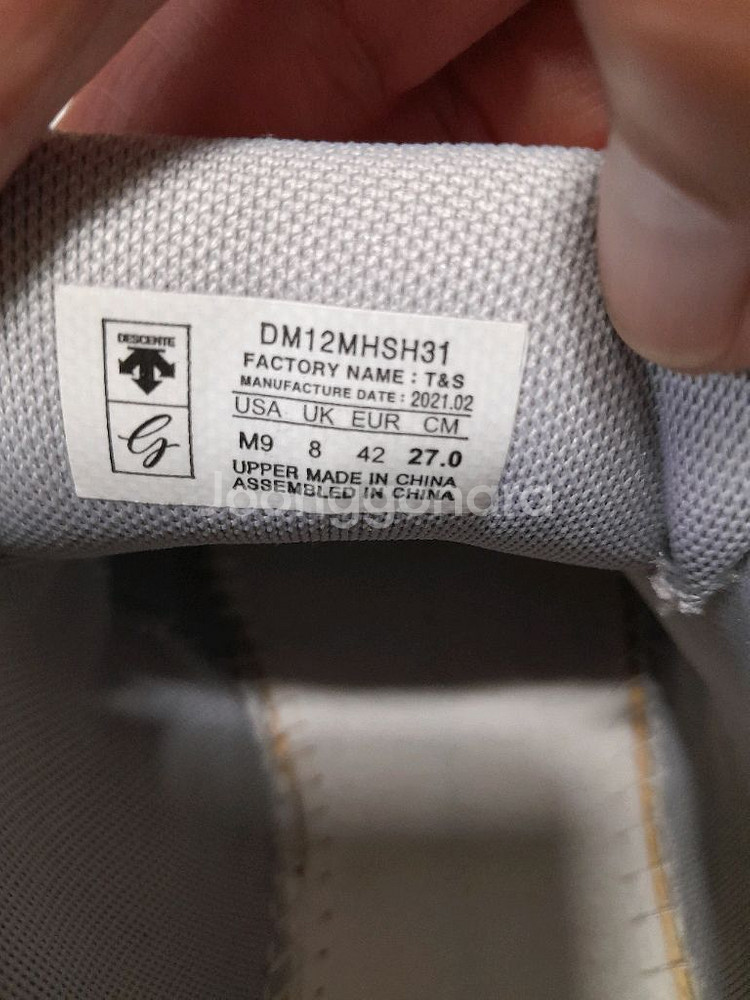 DESCENTE
G
DM12MHSH31
FACTORY NAME : T&S
MANUFACTURE DATE : 2021.02
USA UK EUR CM
M9 8 42 27.0
UPPER MADE IN CHINA
ASSEMBLED IN CHINA
Joonggonara